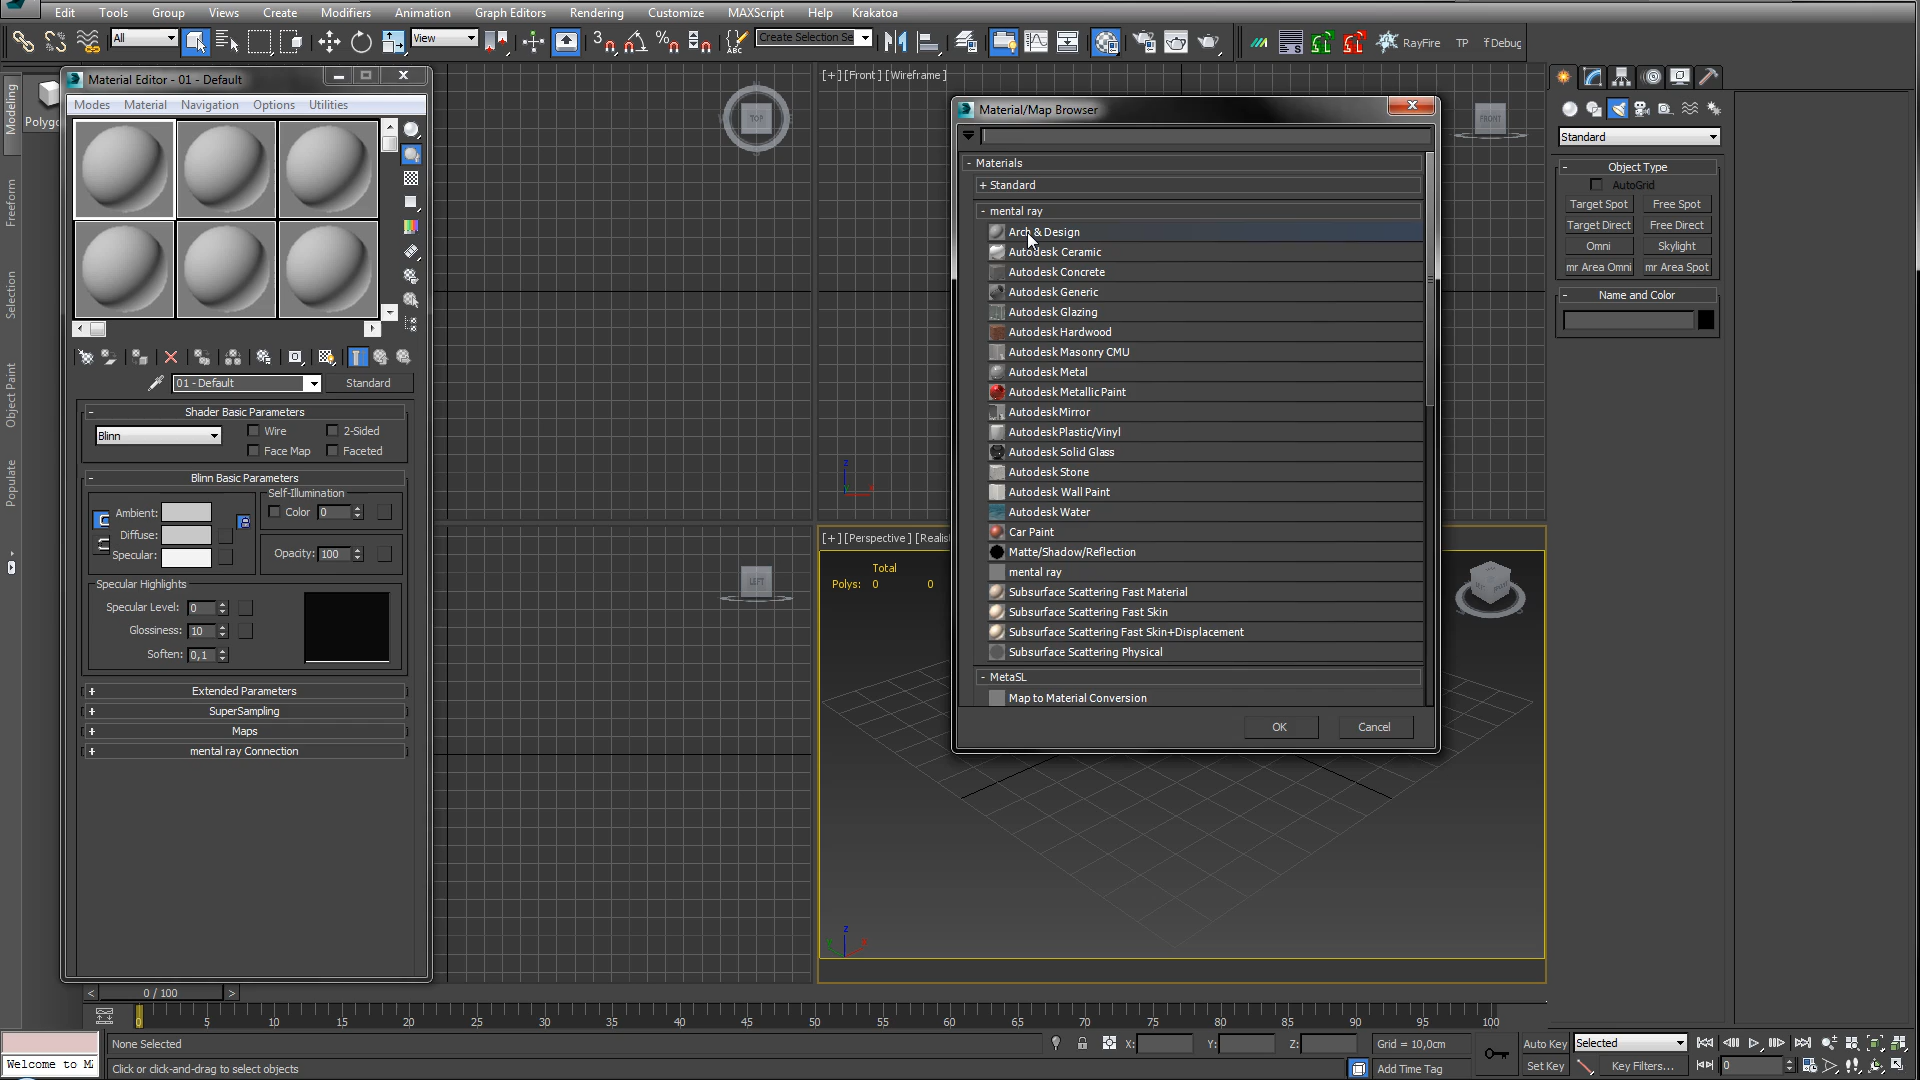 Edit Tools Group Views Create Modifiers Animation Graph Editors Rendering Customize MAXScript Help Krakatoa
All View Create Selection Se RayFire TP fDebug
Material Editor - 01 - Default
Modes Material Navigation Options Utilities
Modeling
Freeform
Selection
Object Paint
Populate
Polyg
01 - Default Standard
Shader Basic Parameters
Blinn Wire 2-Sided
Face Map Faceted
Blinn Basic Parameters
Self-Illumination
Ambient: Color 0
Diffuse:
Specular: Opacity: 100
Specular Highlights
Specular Level: 0
Glossiness: 10
Soften: 0,1
Extended Parameters
SuperSampling
Maps
mental ray Connection
TOP
[+] [Front] [Wireframe]
FRONT
LEFT
[+] [Perspective] [Realis
Total
Polys: 0 0
Material/Map Browser
- Materials
+ Standard
- mental ray
Arch & Design
Autodesk Ceramic
Autodesk Concrete
Autodesk Generic
Autodesk Glazing
Autodesk Hardwood
Autodesk Masonry CMU
Autodesk Metal
Autodesk Metallic Paint
Autodesk Mirror
Autodesk Plastic/Vinyl
Autodesk Solid Glass
Autodesk Stone
Autodesk Wall Paint
Autodesk Water
Car Paint
Matte/Shadow/Reflection
mental ray
Subsurface Scattering Fast Material
Subsurface Scattering Fast Skin
Subsurface Scattering Fast Skin+Displacement
Subsurface Scattering Physical
- MetaSL
Map to Material Conversion
OK Cancel
Standard
Object Type
AutoGrid
Target Spot Free Spot
Target Direct Free Direct
Omni Skylight
mr Area Omni mr Area Spot
Name and Color
< 0 / 100 >
0 5 10 15 20 25 30 35 40 45 50 55 60 65 70 75 80 85 90 95 100
None Selected X: Y: Z: Grid = 10,0cm Auto Key Selected
Welcome to M Click or click-and-drag to select objects Add Time Tag Set Key Key Filters... 0